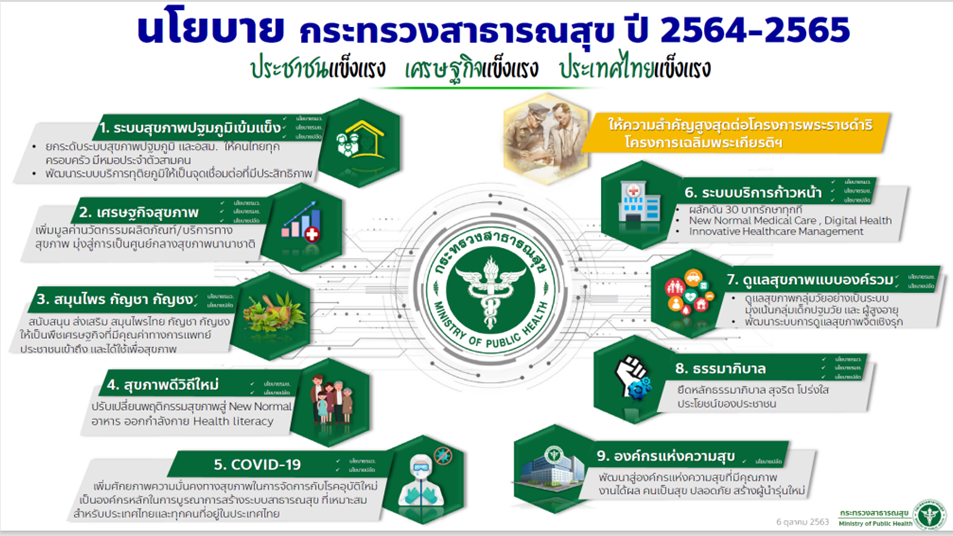 นโยบาย กระทรวงสาธารณสุข ปี 2564-2565
ประชาชนแข็งแรง เศรษฐกิจแข็งแรง ประเทศไทยแข็งแรง
1. ระบบสุขภาพปฐมภูมิเข้มแข็ง
• ยกระดับระบบสุขภาพปฐมภูมิ และอสม. ให้คนไทยทุก
ครอบครัว มีหมอประจำตัวสามคน
• พัฒนาระบบบริการทุติยภูมิให้เป็นจุดเชื่อมต่อที่มีประสิทธิภาพ
2. เศรษฐกิจสุขภาพ
เพิ่มมูลค่านวัตกรรมผลิตภัณฑ์/บริการทาง
สุขภาพ มุ่งสู่การเป็นศูนย์กลางสุขภาพนานาชาติ
3. สมุนไพร กัญชา กัญชง
สนับสนุน ส่งเสริม สมุนไพรไทย กัญชา กัญชง
ให้เป็นพืชเศรษฐกิจที่มีคุณค่าทางการแพทย์
ประชาชนเข้าถึง และได้ใช้เพื่อสุขภาพ
4. สุขภาพดีวิถีใหม่
ปรับเปลี่ยนพฤติกรรมสุขภาพสู่ New Normal
อาหาร ออกกำลังกาย Health literacy
5. COVID-19
เพิ่มศักยภาพความมั่นคงทางสุขภาพในการจัดการกับโรคอุบัติใหม่
เป็นองค์กรหลักในการบูรณาการสร้างระบบสาธารณสุข ที่เหมาะสม
สำหรับประเทศไทยและทุกคนที่อยู่ในประเทศไทย
กระทรวงสาธารณสุข
MINISTRY OF PUBLIC HEALTH
ให้ความสำคัญสูงสุดต่อโครงการพระราชดำริ
โครงการเฉลิมพระเกียรติฯ
6. ระบบบริการก้าวหน้า
• ผลักดัน 30 บาทรักษาทุกที่
• New Normal Medical Care , Digital Health
• Innovative Healthcare Management
7. ดูแลสุขภาพแบบองค์รวม
• ดูแลสุขภาพกลุ่มวัยอย่างเป็นระบบ
มุ่งเน้นกลุ่มเด็กปฐมวัย และ ผู้สูงอายุ
• พัฒนาระบบการดูแลสุขภาพจิตเชิงรุก
8. ธรรมาภิบาล
ยึดหลักธรรมาภิบาล สุจริต โปร่งใส
ประโยชน์ของประชาชน
9. องค์กรแห่งความสุข
พัฒนาสู่องค์กรแห่งความสุขที่มีคุณภาพ
งานได้ผล คนเป็นสุข ปลอดภัย สร้างผู้นำรุ่นใหม่
6 ตุลาคม 2563
กระทรวงสาธารณสุข
Ministry of Public Health